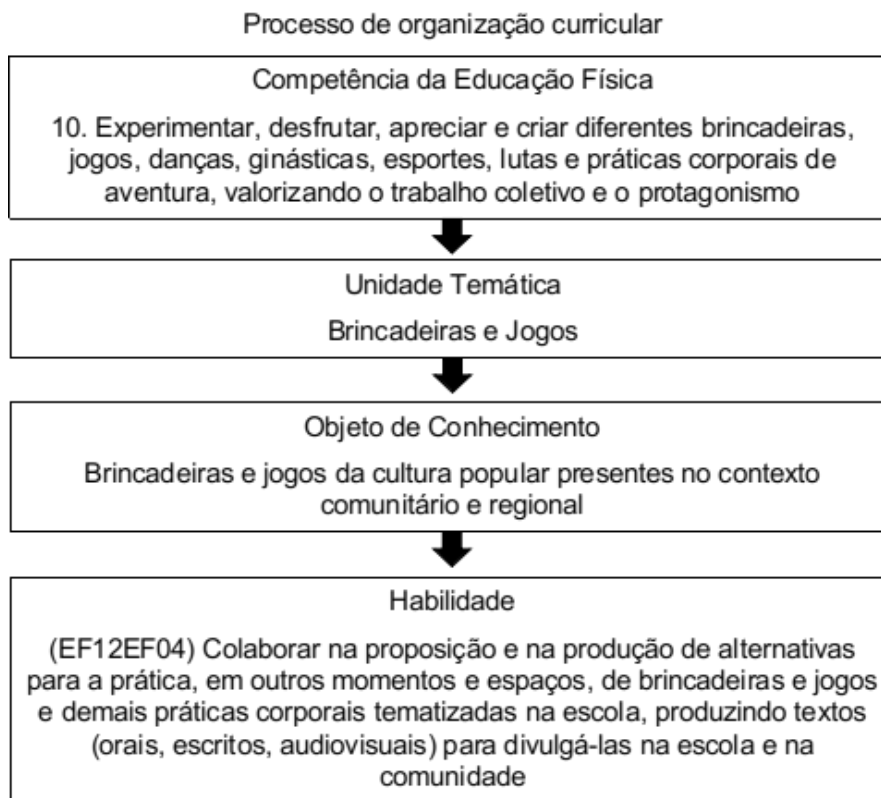 Processo de organização curricular
Competência da Educação Física
10. Experimentar, desfrutar, apreciar e criar diferentes brincadeiras,
jogos, danças, ginásticas, esportes, lutas e práticas corporais de
aventura, valorizando o trabalho coletivo e o protagonismo
Unidade Temática
Brincadeiras e Jogos
Objeto de Conhecimento
Brincadeiras e jogos da cultura popular presentes no contexto
comunitário e regional
Habilidade
(EF12EF04) Colaborar na proposição e na produção de alternativas
para a prática, em outros momentos e espaços, de brincadeiras e jogos
e demais práticas corporais tematizadas na escola, produzindo textos
(orais, escritos, audiovisuais) para divulgá-las na escola e na
comunidade